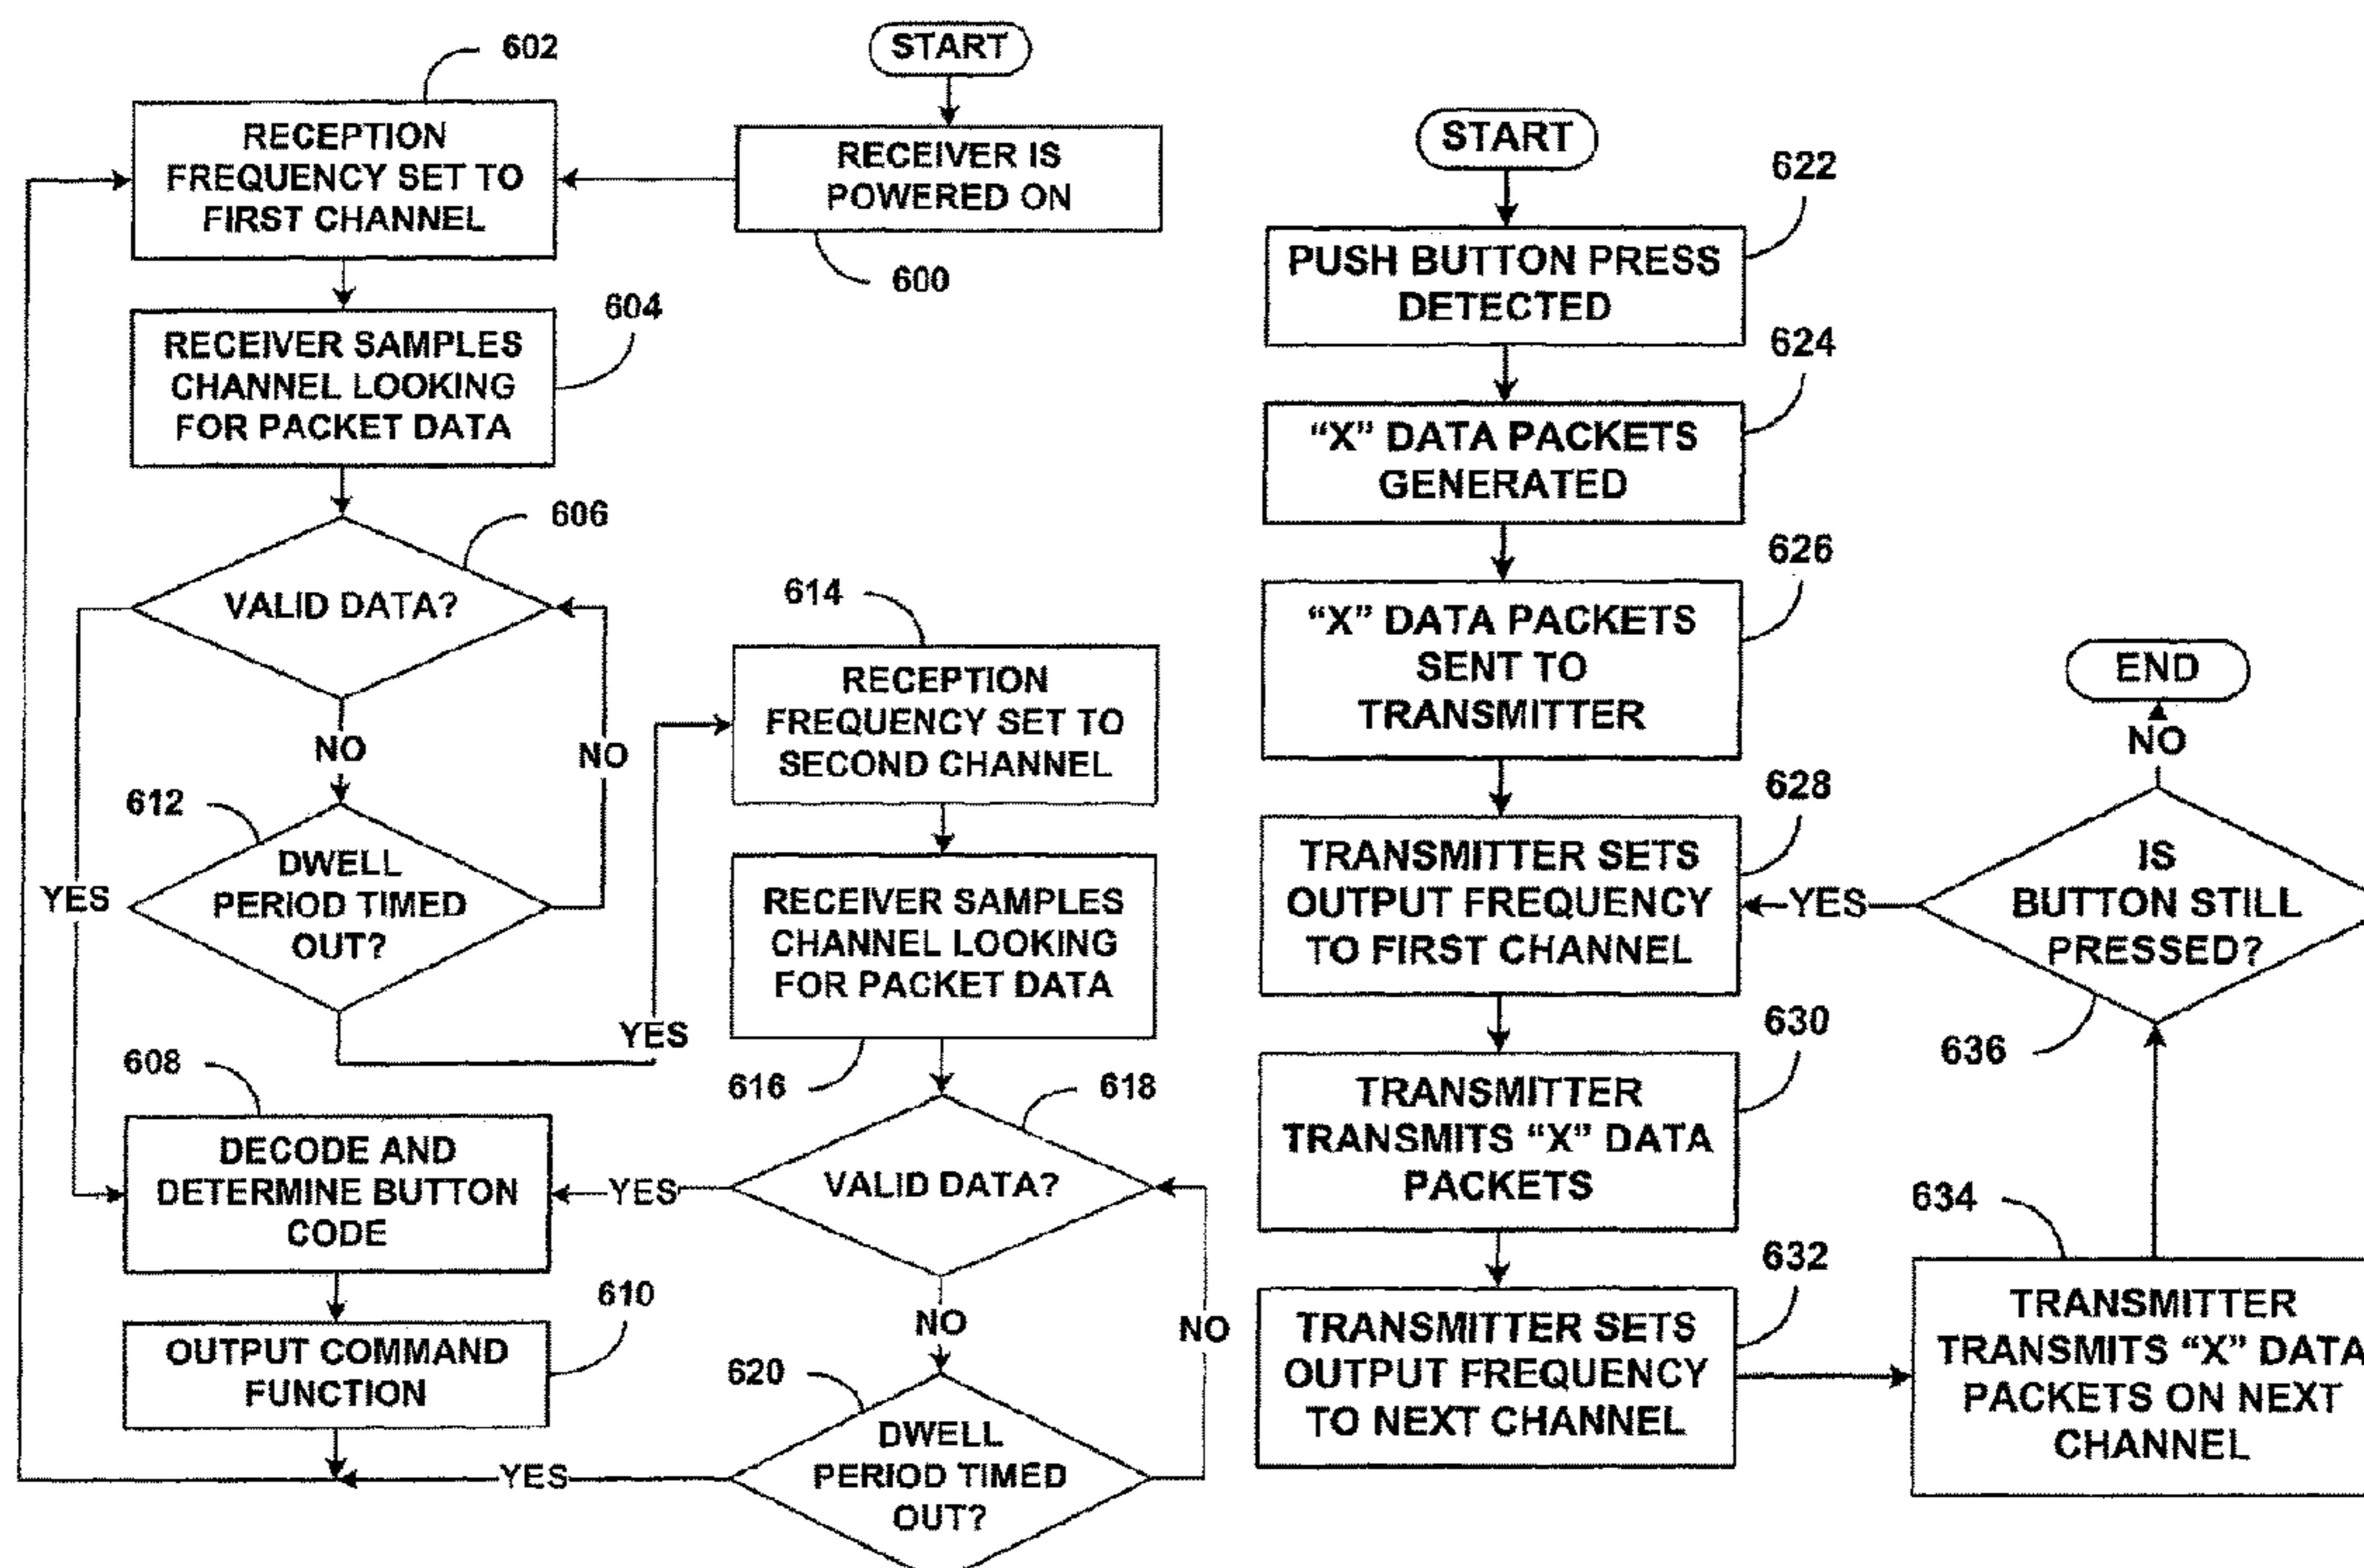 START
602
RECEPTION
FREQUENCY SET TO
FIRST CHANNEL
RECEIVER IS
POWERED ON
600
604
RECEIVER SAMPLES
CHANNEL LOOKING
FOR PACKET DATA
606
VALID DATA?
NO
NO
612
DWELL
PERIOD TIMED
OUT?
YES
YES
614
RECEPTION
FREQUENCY SET TO
SECOND CHANNEL
RECEIVER SAMPLES
CHANNEL LOOKING
FOR PACKET DATA
616
618
VALID DATA?
YES
NO
NO
608
DECODE AND
DETERMINE BUTTON
CODE
610
OUTPUT COMMAND
FUNCTION
620
DWELL
PERIOD TIMED
OUT?
YES
START
622
PUSH BUTTON PRESS
DETECTED
624
“X” DATA PACKETS
GENERATED
626
“X” DATA PACKETS
SENT TO
TRANSMITTER
628
TRANSMITTER SETS
OUTPUT FREQUENCY
TO FIRST CHANNEL
630
TRANSMITTER
TRANSMITS “X” DATA
PACKETS
632
TRANSMITTER SETS
OUTPUT FREQUENCY
TO NEXT CHANNEL
634
TRANSMITTER
TRANSMITS “X” DATA
PACKETS ON NEXT
CHANNEL
636
IS
BUTTON STILL
PRESSED?
YES
NO
END